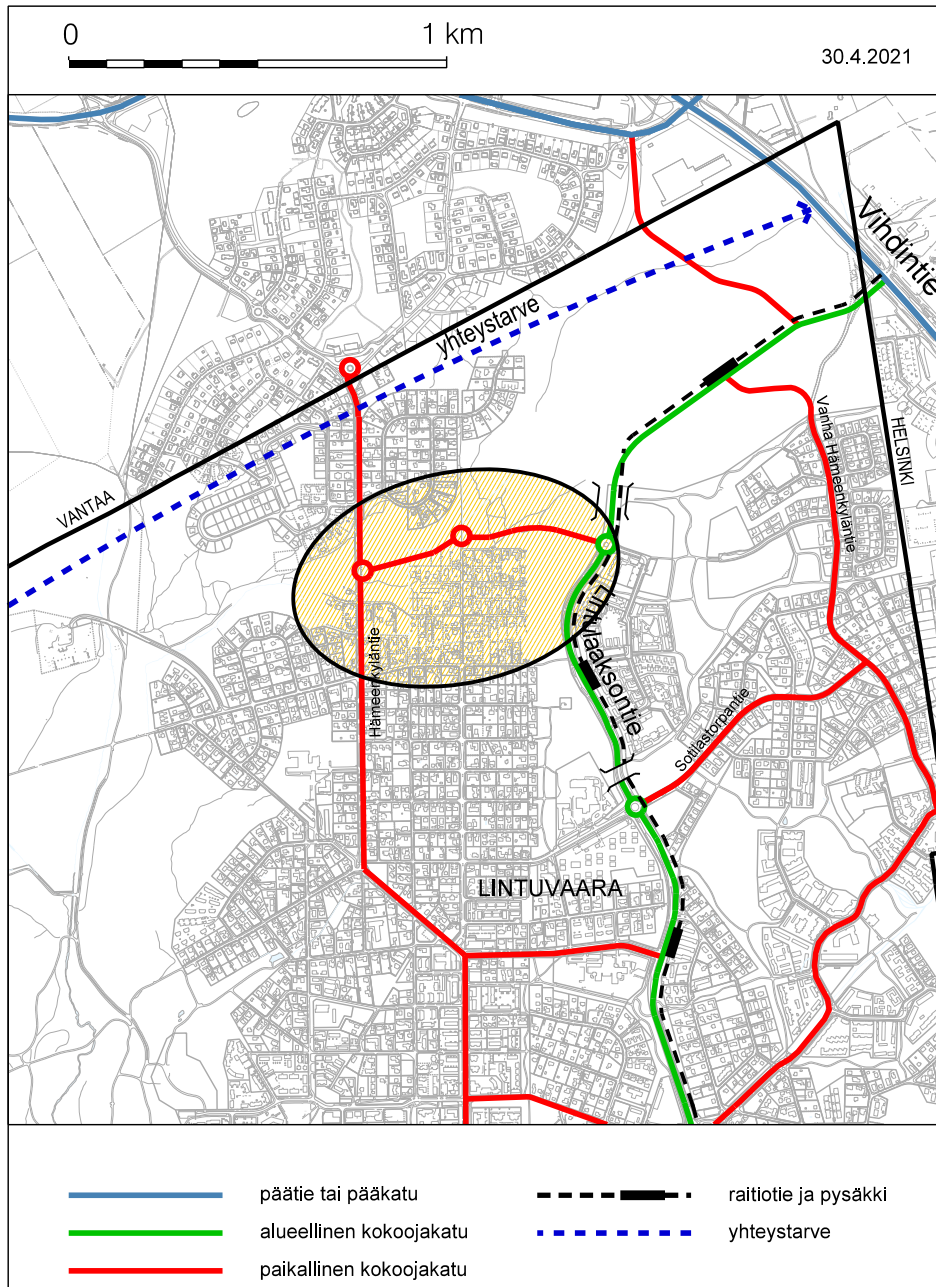 0 1 km
30.4.2021
Vihdintie
yhteystarve
VANTAA
HELSINKI
Vanha Hämeenkyläntie
Lintulaaksontie
Hämeenkyläntie
Sotilastorpantie
LINTUVAARA
päätie tai pääkatu
alueellinen kokoojakatu
paikallinen kokoojakatu
raitiotie ja pysäkki
yhteystarve